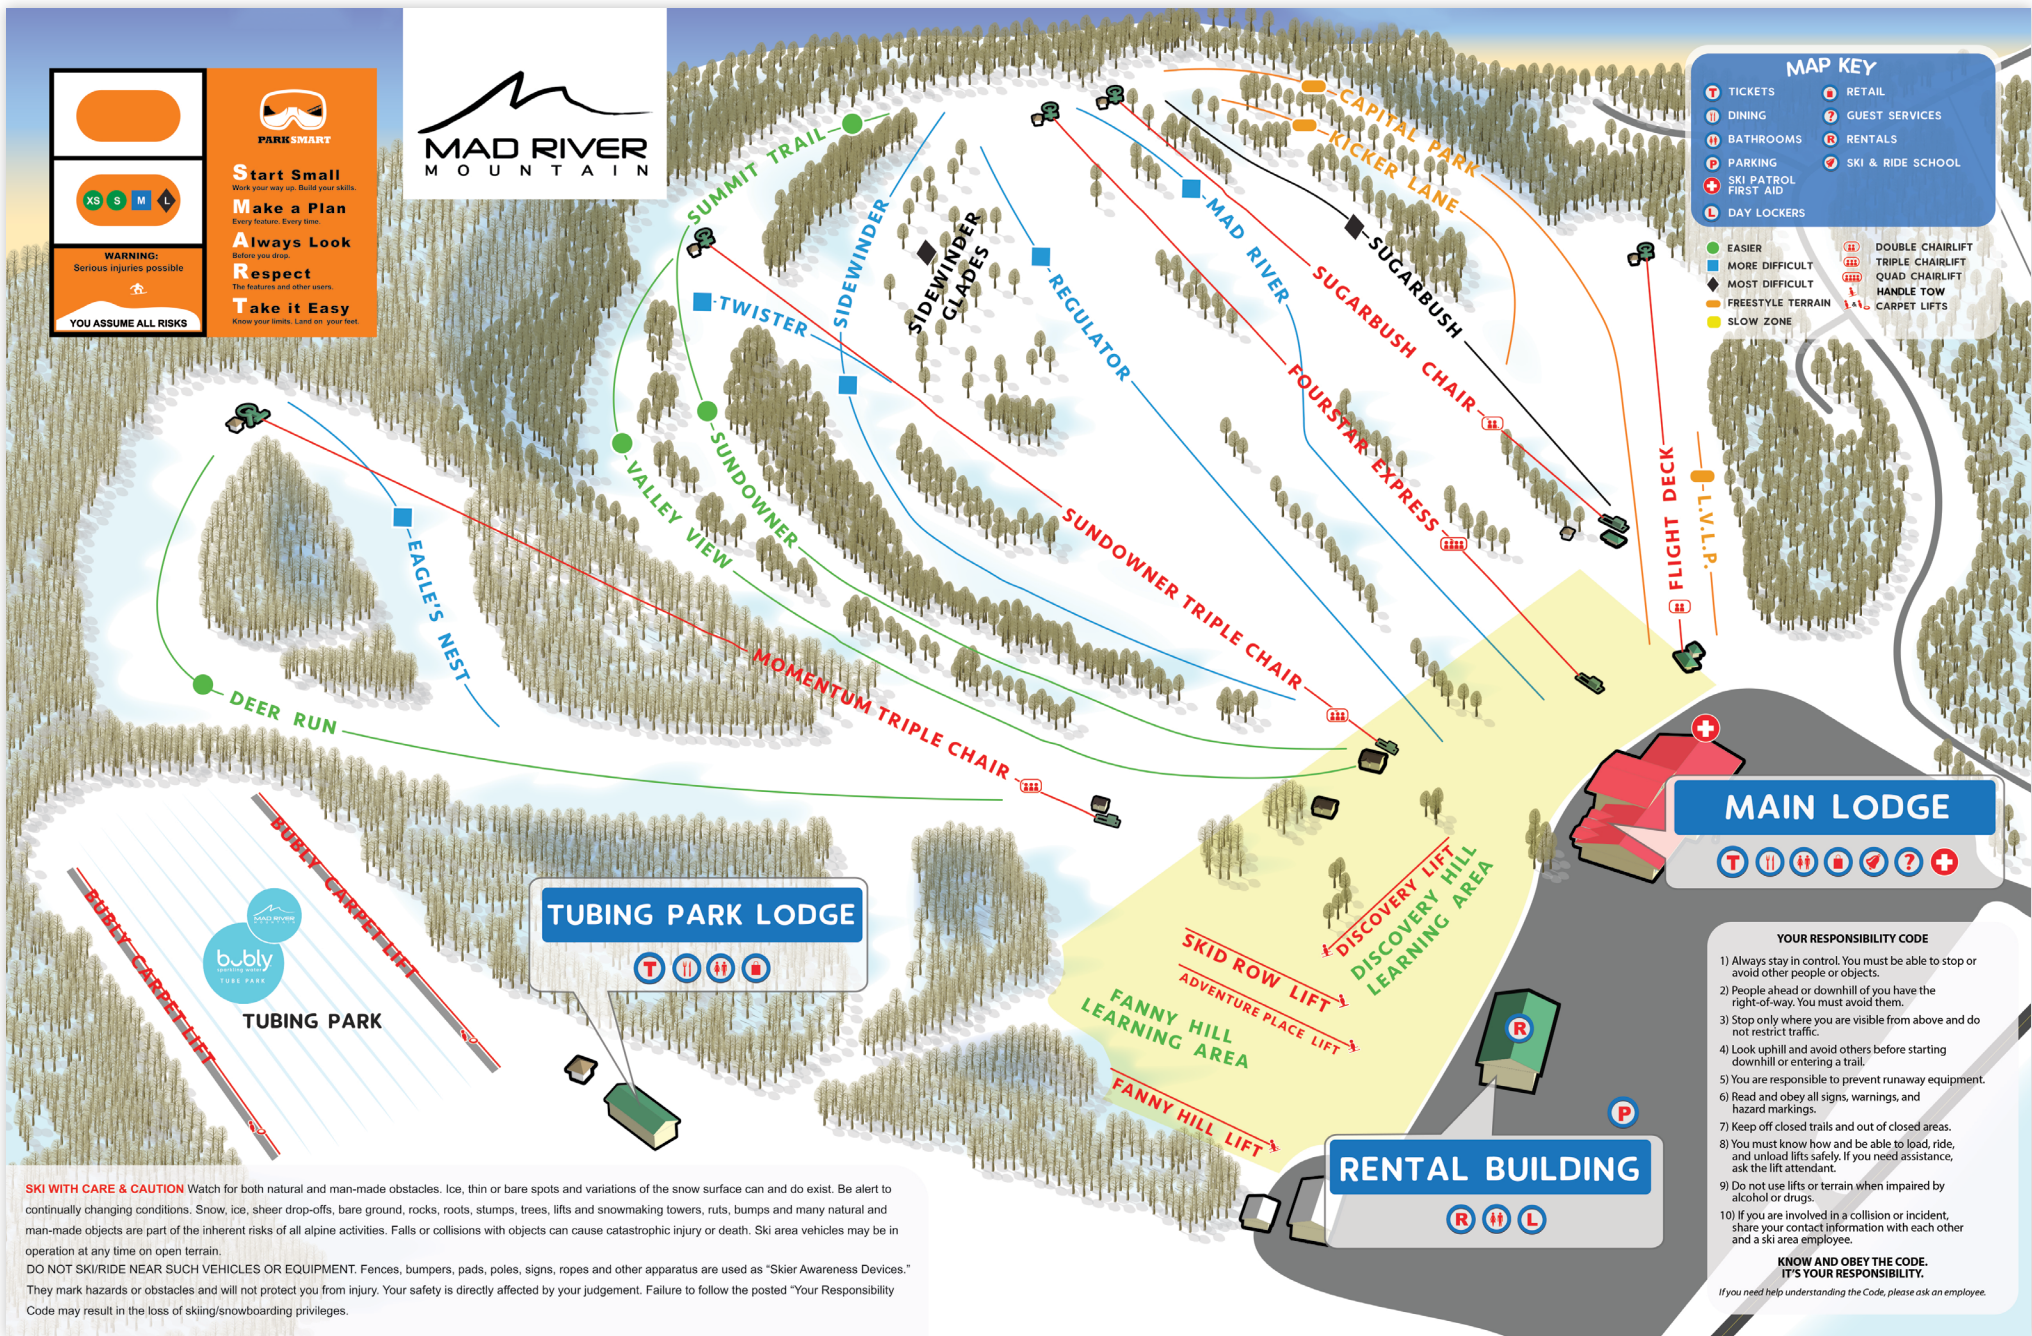 XS S M L
WARNING:
Serious injuries possible
YOU ASSUME ALL RISKS
PARKSMART
Start Small
Work your way up. Build your skills.
Make a Plan
Every feature. Every time.
Always Look
Before you drop.
Respect
The features and other users.
Take it Easy
Know your limits. Land on your feet.
MAD RIVER
MOUNTAIN
MAP KEY
T TICKETS
DINING
BATHROOMS
P PARKING
SKI PATROL
FIRST AID
L DAY LOCKERS
RETAIL
? GUEST SERVICES
R RENTALS
SKI & RIDE SCHOOL
EASIER
MORE DIFFICULT
MOST DIFFICULT
FREESTYLE TERRAIN
SLOW ZONE
DOUBLE CHAIRLIFT
TRIPLE CHAIRLIFT
QUAD CHAIRLIFT
HANDLE TOW
& CARPET LIFTS
SUMMIT TRAIL
TWISTER
SIDEWINDER
SIDEWINDER
GLADES
REGULATOR
MAD RIVER
SUGARBUSH CHAIR
SUGARBUSH
CAPITAL PARK
KICKER LANE
FOURSTAR EXPRESS
FLIGHT DECK
L.V.L.P.
SUNDOWNER
VALLEY VIEW
SUNDOWNER TRIPLE CHAIR
EAGLE'S NEST
DEER RUN
MOMENTUM TRIPLE CHAIR
BUBLY CARPET LIFT
BUBLY CARPET LIFT
MAD RIVER
MOUNTAIN
bubly
sparkling water
TUBE PARK
TUBING PARK
TUBING PARK LODGE
T
MAIN LODGE
T ?
DISCOVERY LIFT
DISCOVERY HILL
LEARNING AREA
SKID ROW LIFT
ADVENTURE PLACE LIFT
FANNY HILL
LEARNING AREA
FANNY HILL LIFT
R
P
RENTAL BUILDING
R L
YOUR RESPONSIBILITY CODE
1) Always stay in control. You must be able to stop or
avoid other people or objects.
2) People ahead or downhill of you have the
right-of-way. You must avoid them.
3) Stop only where you are visible from above and do
not restrict traffic.
4) Look uphill and avoid others before starting
downhill or entering a trail.
5) You are responsible to prevent runaway equipment.
6) Read and obey all signs, warnings, and
hazard markings.
7) Keep off closed trails and out of closed areas.
8) You must know how and be able to load, ride,
and unload lifts safely. If you need assistance,
ask the lift attendant.
9) Do not use lifts or terrain when impaired by
alcohol or drugs.
10) If you are involved in a collision or incident,
share your contact information with each other
and a ski area employee.
KNOW AND OBEY THE CODE.
IT'S YOUR RESPONSIBILITY.
If you need help understanding the Code, please ask an employee.
SKI WITH CARE & CAUTION Watch for both natural and man-made obstacles. Ice, thin or bare spots and variations of the snow surface can and do exist. Be alert to
continually changing conditions. Snow, ice, sheer drop-offs, bare ground, rocks, roots, stumps, trees, lifts and snowmaking towers, ruts, bumps and many natural and
man-made objects are part of the inherent risks of all alpine activities. Falls or collisions with objects can cause catastrophic injury or death. Ski area vehicles may be in
operation at any time on open terrain.
DO NOT SKI/RIDE NEAR SUCH VEHICLES OR EQUIPMENT. Fences, bumpers, pads, poles, signs, ropes and other apparatus are used as “Skier Awareness Devices.”
They mark hazards or obstacles and will not protect you from injury. Your safety is directly affected by your judgement. Failure to follow the posted “Your Responsibility
Code may result in the loss of skiing/snowboarding privileges.